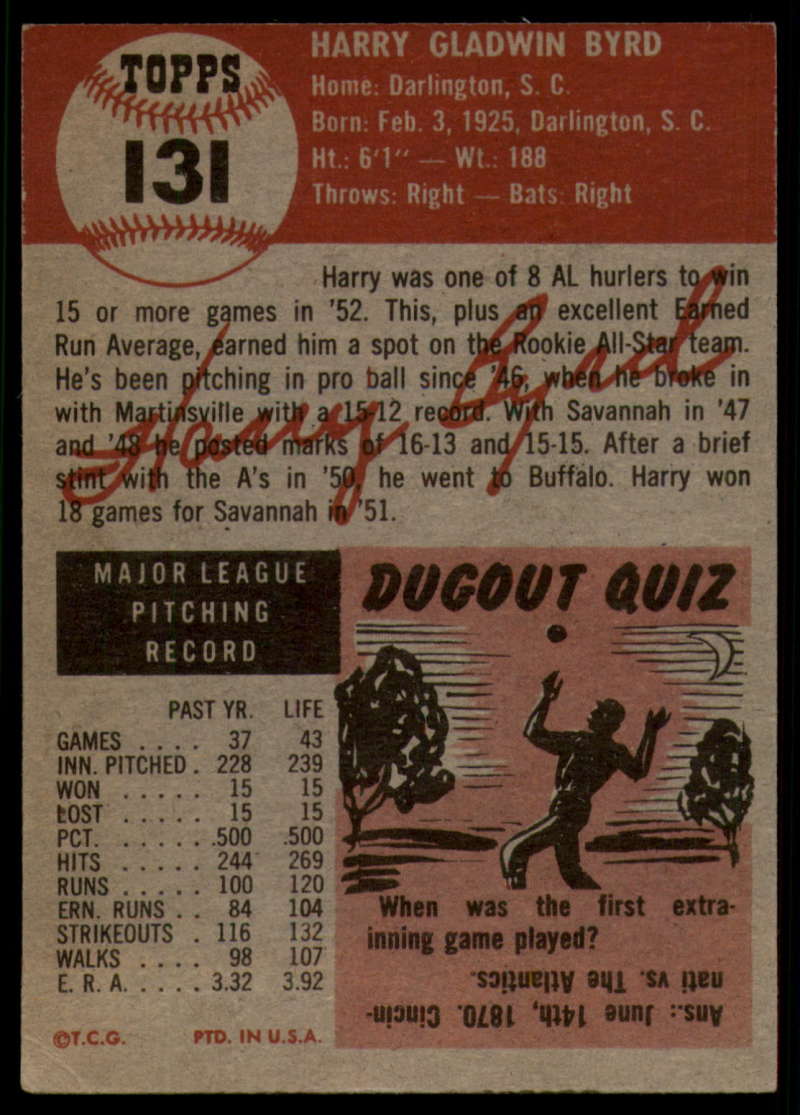 TOPPS
131
HARRY GLADWIN BYRD
Home: Darlington, S. C.
Born: Feb. 3, 1925, Darlington, S. C.
Ht.: 6'1" — Wt.: 188
Throws: Right — Bats: Right
Harry was one of 8 AL hurlers to win
15 or more games in '52. This, plus an excellent Earned
Run Average, earned him a spot on the Rookie All-Star team.
He's been pitching in pro ball since '46, when he broke in
with Martinsville with a 15-12 record. With Savannah in '47
and '48 he posted marks of 16-13 and 15-15. After a brief
stint with the A's in '50, he went to Buffalo. Harry won
18 games for Savannah in '51.
Harry Byrd
MAJOR LEAGUE
PITCHING
RECORD
PAST YR. LIFE
GAMES . . . . 37 43
INN. PITCHED . 228 239
WON . . . . . 15 15
LOST . . . . . 15 15
PCT. . . . . . .500 .500
HITS . . . . . 244 269
RUNS . . . . . 100 120
ERN. RUNS . . 84 104
STRIKEOUTS . 116 132
WALKS . . . . 98 107
E. R. A. . . . . 3.32 3.92
©T.C.G. PTD. IN U.S.A.
DUGOUT QUIZ
When was the first extra-
inning game played?
Ans.: June 14th, 1870. Cincin-
nati vs. The Atlantics.